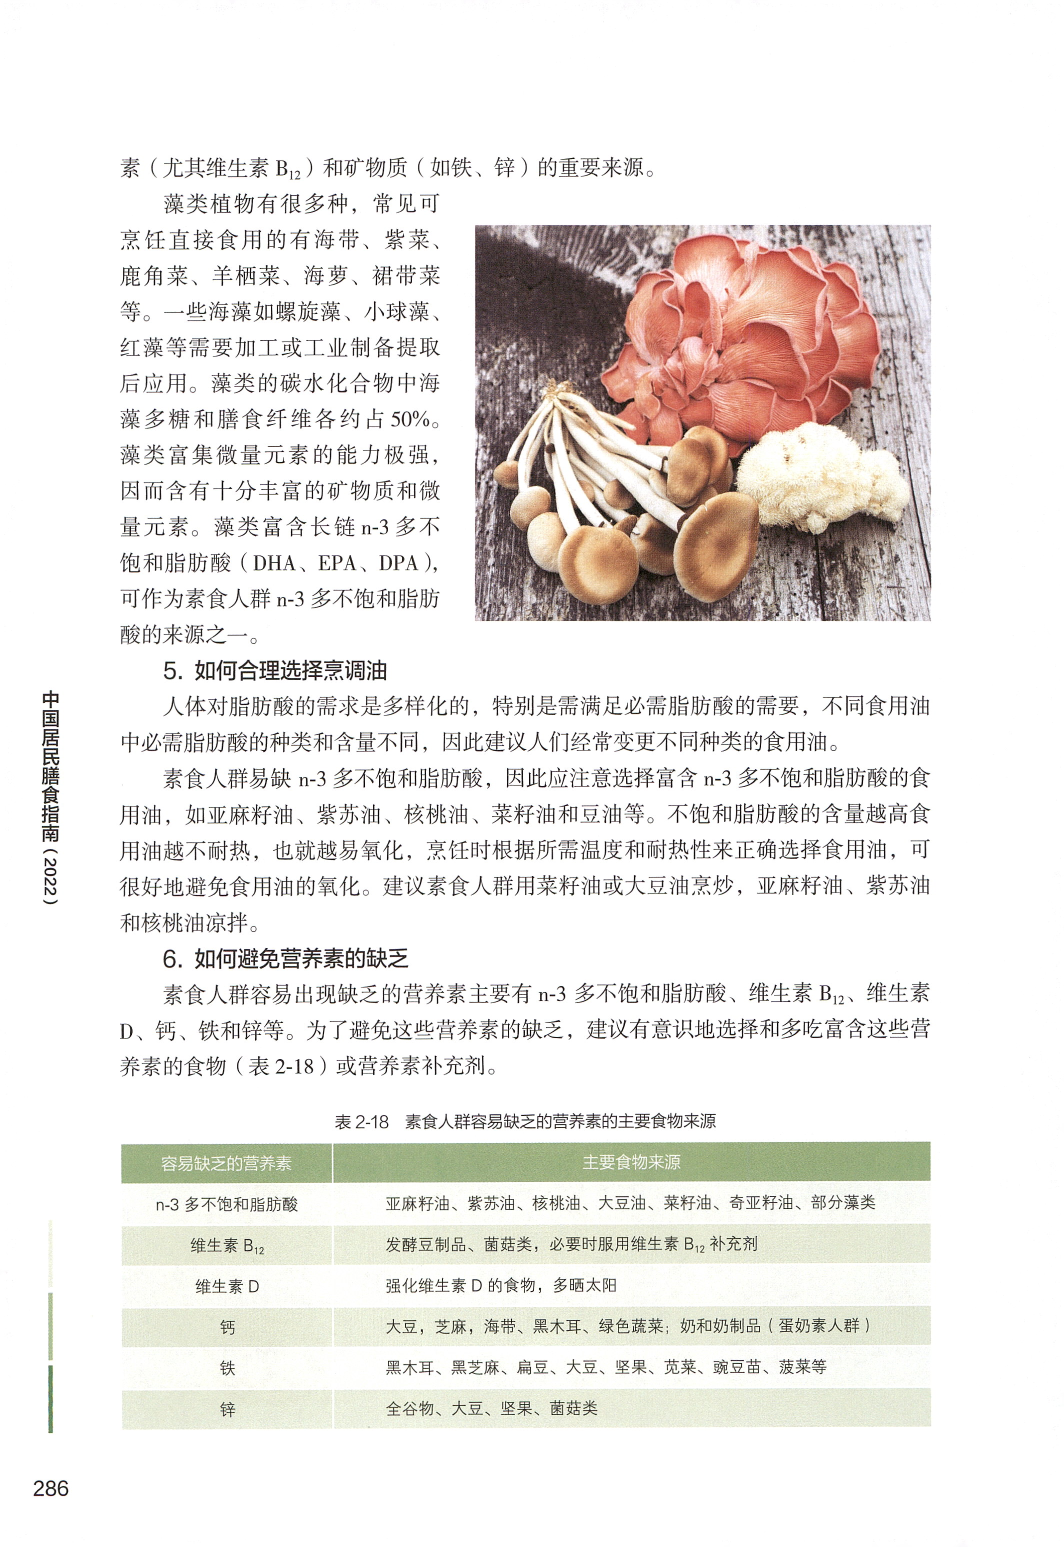 素（尤其维生素 B12）和矿物质（如铁、锌）的重要来源。
藻类植物有很多种，常见可
烹饪直接食用的有海带、紫菜、
鹿角菜、羊栖菜、海萝、裙带菜
等。一些海藻如螺旋藻、小球藻、
红藻等需要加工或工业制备提取
后应用。藻类的碳水化合物中海
藻多糖和膳食纤维各约占 50%。
藻类富集微量元素的能力极强，
因而含有十分丰富的矿物质和微
量元素。藻类富含长链 n-3 多不
饱和脂肪酸（DHA、EPA、DPA），
可作为素食人群 n-3 多不饱和脂肪
酸的来源之一。
5. 如何合理选择烹调油
人体对脂肪酸的需求是多样化的，特别是需满足必需脂肪酸的需要，不同食用油
中必需脂肪酸的种类和含量不同，因此建议人们经常变更不同种类的食用油。
素食人群易缺 n-3 多不饱和脂肪酸，因此应注意选择富含 n-3 多不饱和脂肪酸的食
用油，如亚麻籽油、紫苏油、核桃油、菜籽油和豆油等。不饱和脂肪酸的含量越高食
用油越不耐热，也就越易氧化，烹饪时根据所需温度和耐热性来正确选择食用油，可
很好地避免食用油的氧化。建议素食人群用菜籽油或大豆油烹炒，亚麻籽油、紫苏油
和核桃油凉拌。
6. 如何避免营养素的缺乏
素食人群容易出现缺乏的营养素主要有 n-3 多不饱和脂肪酸、维生素 B12、维生素
D、钙、铁和锌等。为了避免这些营养素的缺乏，建议有意识地选择和多吃富含这些营
养素的食物（表 2-18）或营养素补充剂。
表 2-18 素食人群容易缺乏的营养素的主要食物来源
容易缺乏的营养素 主要食物来源
n-3 多不饱和脂肪酸 亚麻籽油、紫苏油、核桃油、大豆油、菜籽油、奇亚籽油、部分藻类
维生素 B12 发酵豆制品、菌菇类，必要时服用维生素 B12 补充剂
维生素 D 强化维生素 D 的食物，多晒太阳
钙 大豆，芝麻，海带、黑木耳、绿色蔬菜；奶和奶制品（蛋奶素人群）
铁 黑木耳、黑芝麻、扁豆、大豆、坚果、苋菜、豌豆苗、菠菜等
锌 全谷物、大豆、坚果、菌菇类
中国居民膳食指南（2022）
286